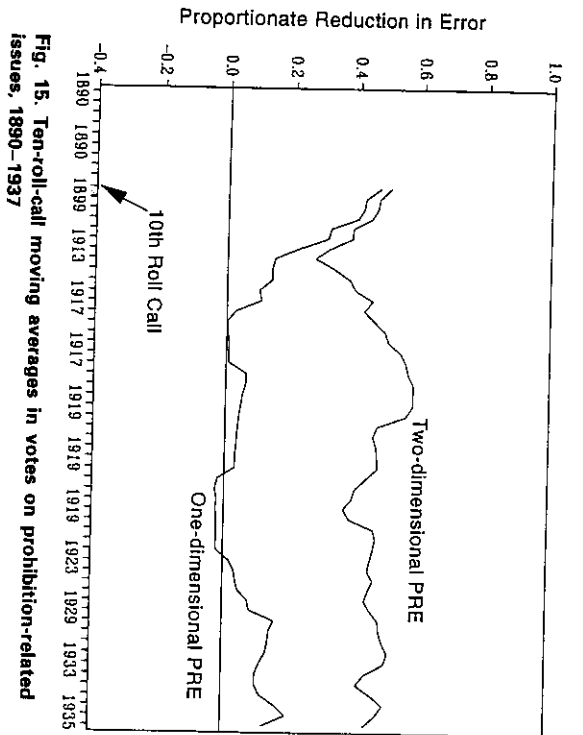 Proportionate Reduction in Error
1.0
0.8
0.6
0.4
0.2
0.0
-0.4
Two-dimensional PRE
One-dimensional PRE
10th Roll Call
1890 1890 1890 1899 1913 1917 1917 1919 1919 1919 1923 1929 1933 1935
Fig. 15. Ten-roll-call moving averages in votes on prohibition-related
issues, 1890–1937